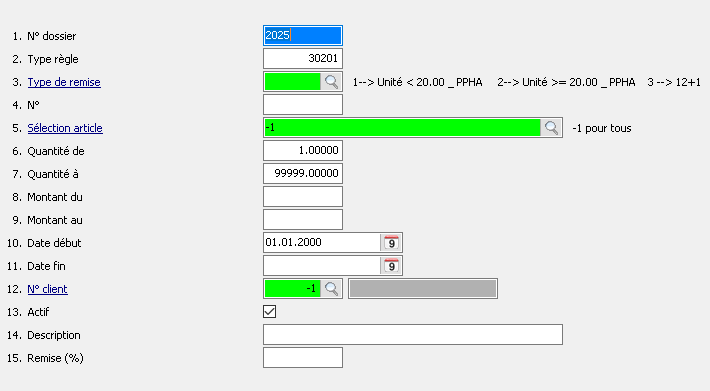 1. N° dossier 2025
2. Type règle 30201
3. Type de remise 1--> Unité < 20.00 _ PPHA 2--> Unité >= 20.00 _ PPHA 3 --> 12+1
4. N°
5. Sélection article -1 -1 pour tous
6. Quantité de 1.00000
7. Quantité à 99999.00000
8. Montant du
9. Montant au
10. Date début 01.01.2000 9
11. Date fin 9
12. N° client -1
13. Actif
14. Description
15. Remise (%)